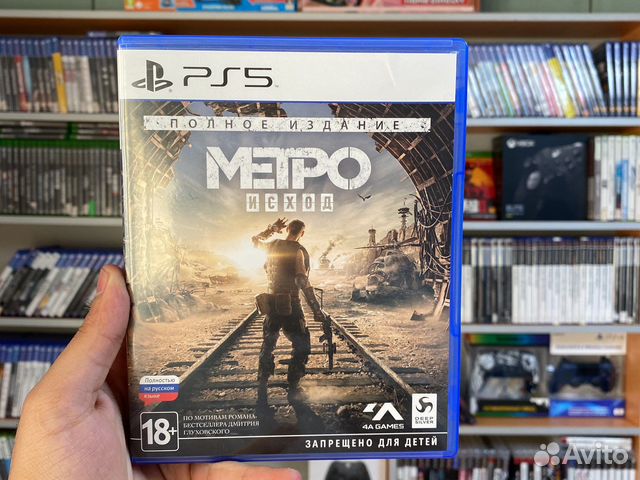 PS5
ПОЛНОЕ ИЗДАНИЕ
МЕТРО
ИСХОД
Полностью
на русском
языке
18+
ПО МОТИВАМ РОМАНА-
БЕСТСЕЛЛЕРА ДМИТРИЯ
ГЛУХОВСКОГО
4A GAMES
DEEP
SILVER
ЗАПРЕЩЕНО ДЛЯ ДЕТЕЙ
XBOX
Avito